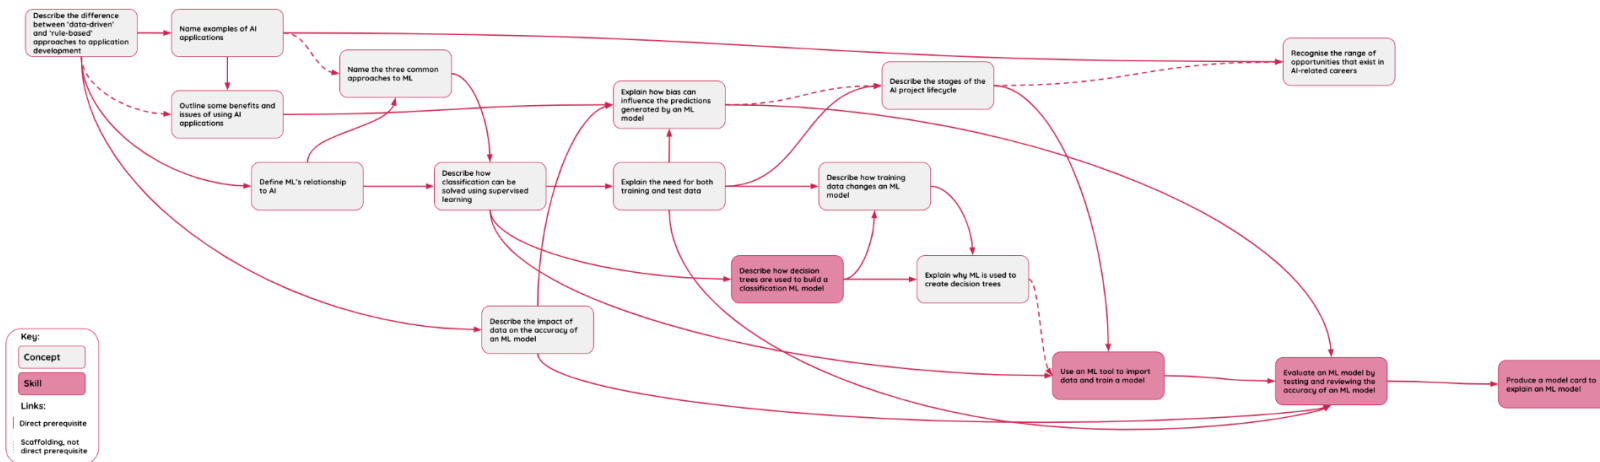 Describe the difference
between 'data-driven'
and 'rule-based'
approaches to application
development
Name examples of AI
applications
Outline some benefits and
issues of using AI
applications
Name the three common
approaches to ML
Define ML's relationship
to AI
Describe how
classification can be
solved using supervised
learning
Describe the impact of
data on the accuracy of
an ML model
Explain how bias can
influence the predictions
generated by an ML
model
Explain the need for both
training and test data
Describe how decision
trees are used to build a
classification ML model
Describe the stages of the
AI project lifecycle
Describe how training
data changes an ML
model
Explain why ML is used to
create decision trees
Use an ML tool to import
data and train a model
Recognise the range of
opportunities that exist in
AI-related careers
Evaluate an ML model by
testing and reviewing the
accuracy of an ML model
Produce a model card to
explain an ML model
Key:
Concept
Skill
Links:
Direct prerequisite
Scaffolding, not
direct prerequisite